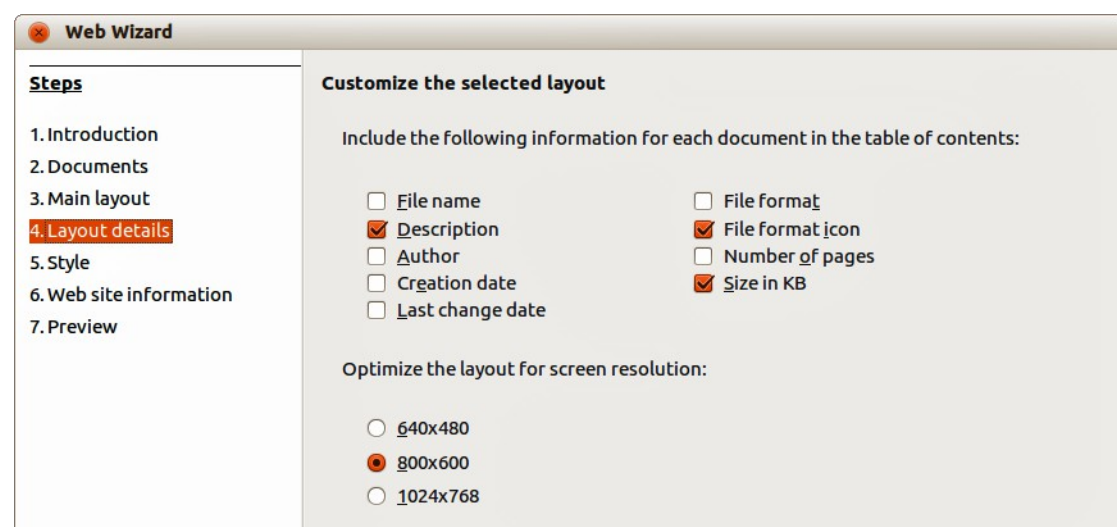 Web Wizard
Steps
1. Introduction
2. Documents
3. Main layout
4. Layout details
5. Style
6. Web site information
7. Preview
Customize the selected layout
Include the following information for each document in the table of contents:
File name
Description
Author
Creation date
Last change date
File format
File format icon
Number of pages
Size in KB
Optimize the layout for screen resolution:
640x480
800x600
1024x768